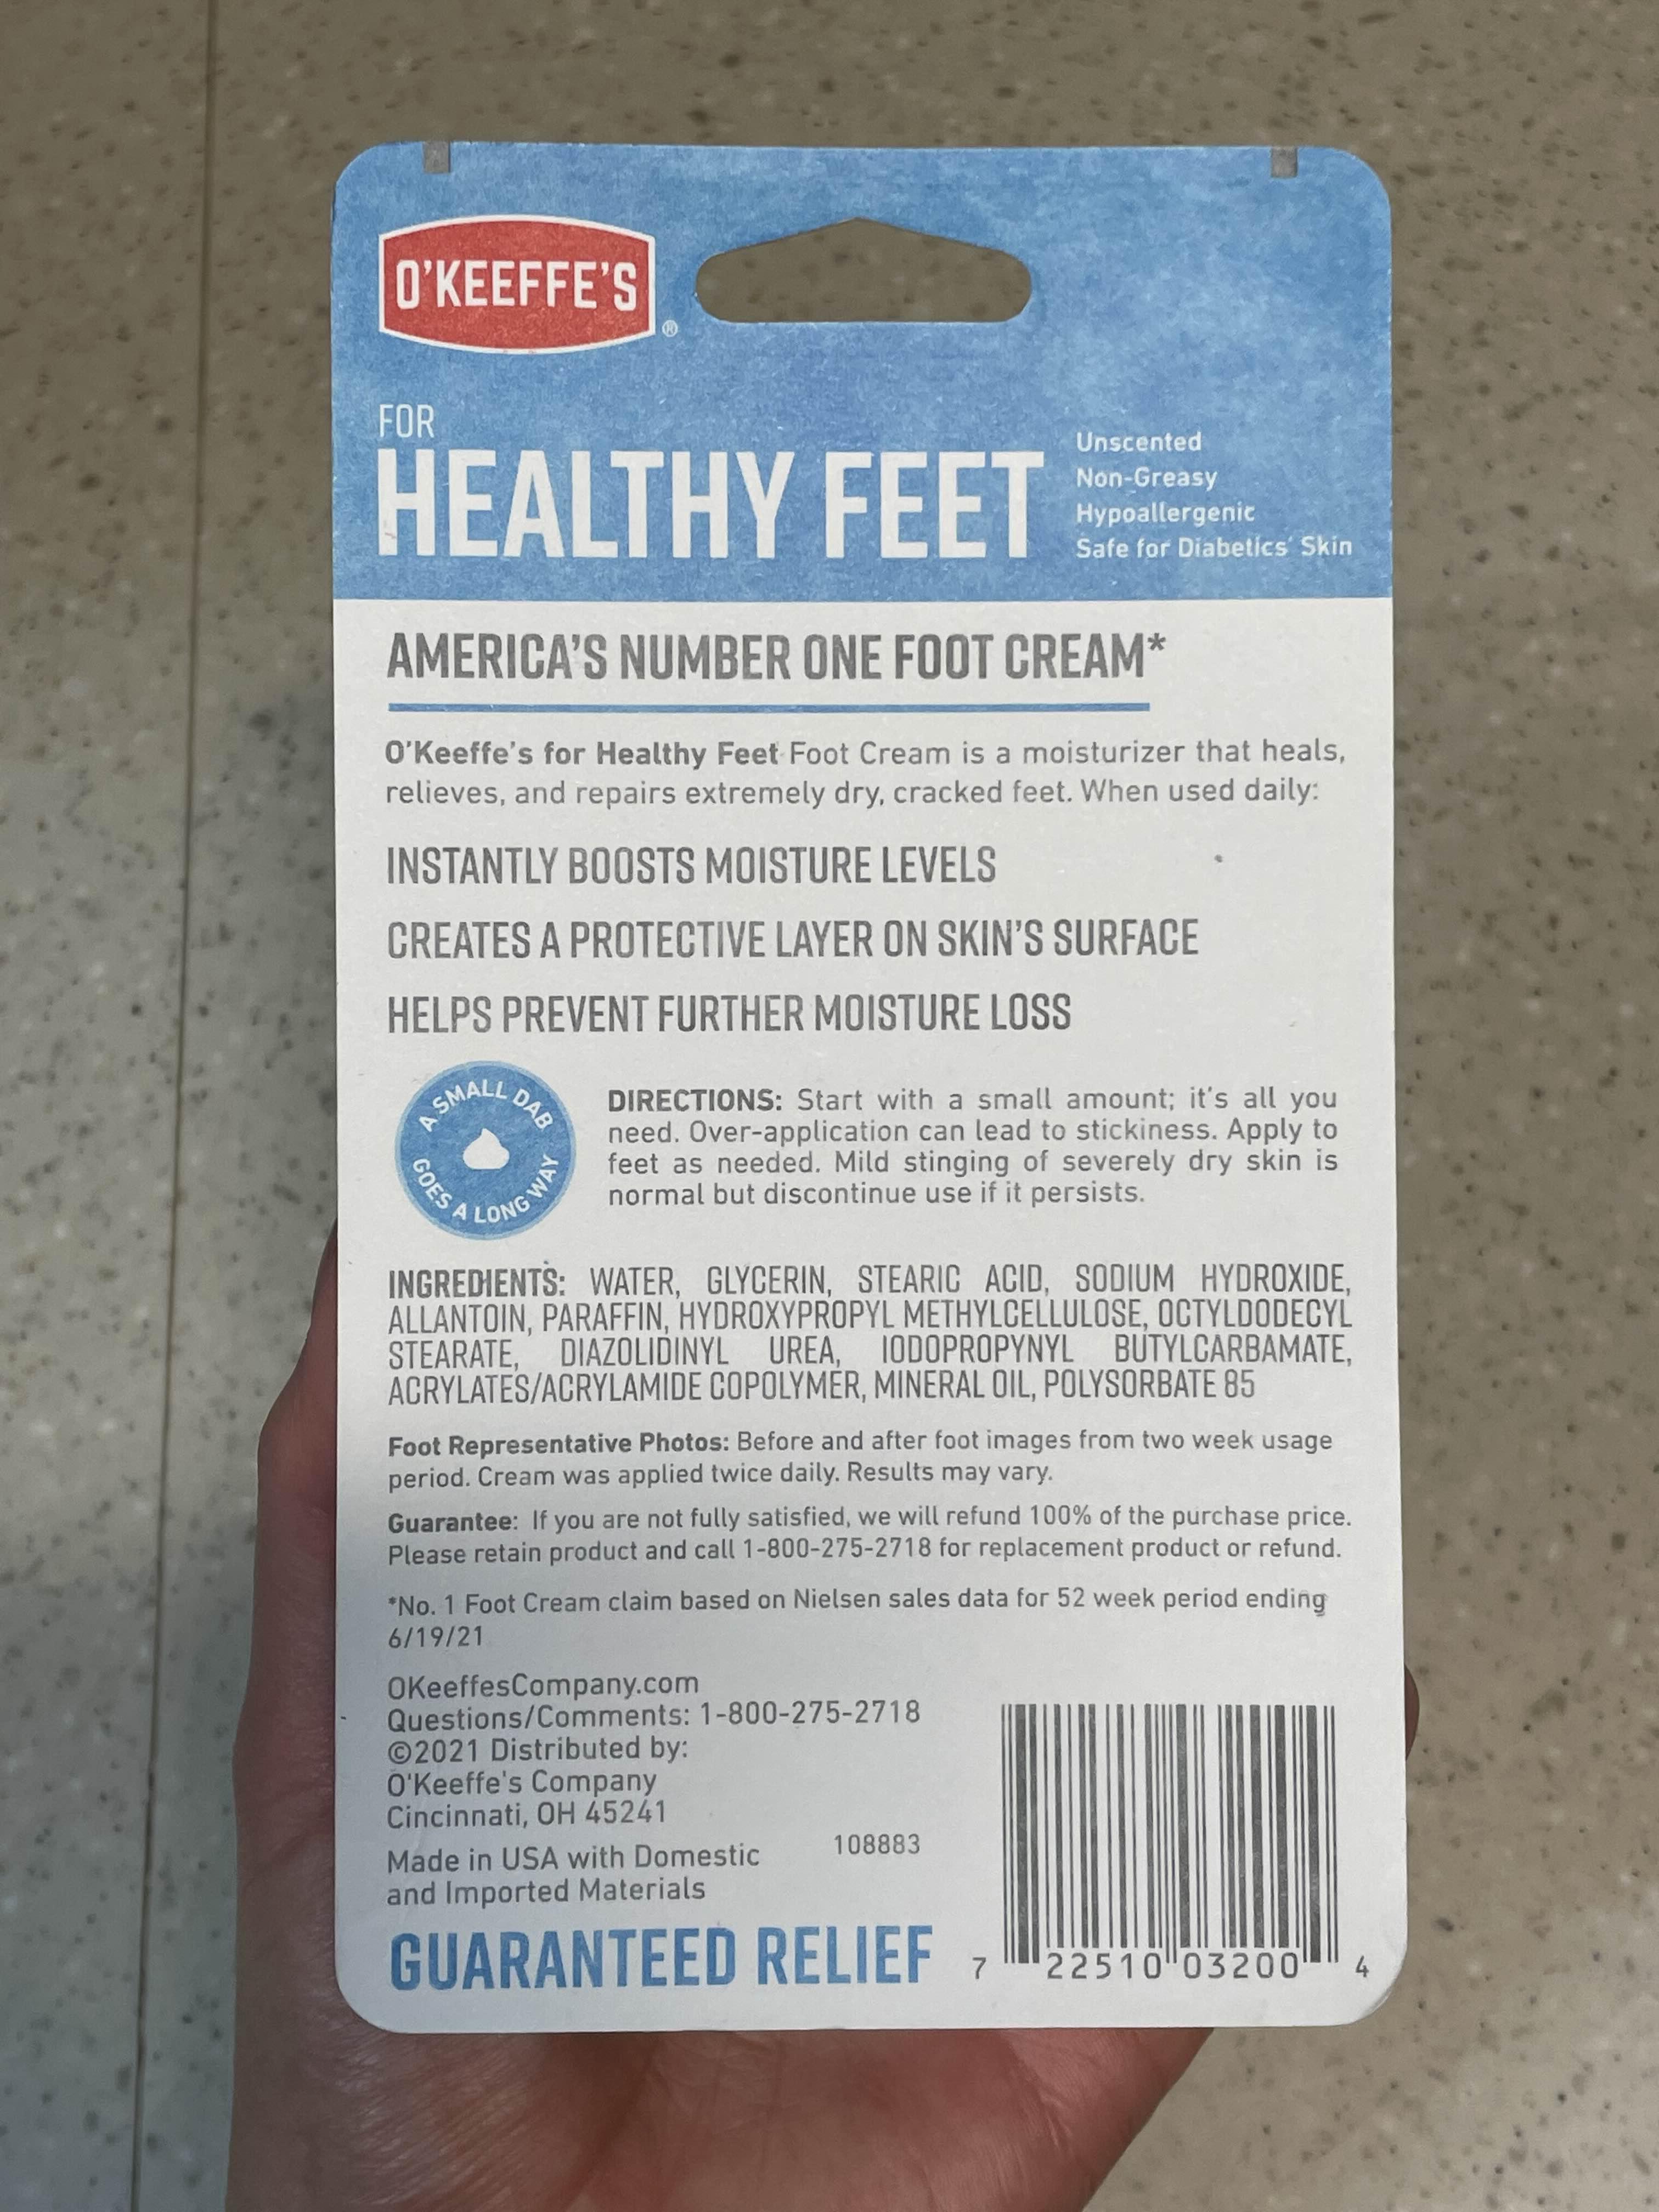 O'KEEFFE'S®
FOR
HEALTHY FEET
Unscented
Non-Greasy
Hypoallergenic
Safe for Diabetics' Skin
AMERICA'S NUMBER ONE FOOT CREAM*
O'Keeffe's for Healthy Feet Foot Cream is a moisturizer that heals,
relieves, and repairs extremely dry, cracked feet. When used daily:
INSTANTLY BOOSTS MOISTURE LEVELS
CREATES A PROTECTIVE LAYER ON SKIN'S SURFACE
HELPS PREVENT FURTHER MOISTURE LOSS
A SMALL DAB
GOES A LONG WAY
DIRECTIONS: Start with a small amount; it's all you
need. Over-application can lead to stickiness. Apply to
feet as needed. Mild stinging of severely dry skin is
normal but discontinue use if it persists.
INGREDIENTS: WATER, GLYCERIN, STEARIC ACID, SODIUM HYDROXIDE,
ALLANTOIN, PARAFFIN, HYDROXYPROPYL METHYLCELLULOSE, OCTYLDODECYL
STEARATE, DIAZOLIDINYL UREA, IODOPROPYNYL BUTYLCARBAMATE,
ACRYLATES/ACRYLAMIDE COPOLYMER, MINERAL OIL, POLYSORBATE 85
Foot Representative Photos: Before and after foot images from two week usage
period. Cream was applied twice daily. Results may vary.
Guarantee: If you are not fully satisfied, we will refund 100% of the purchase price.
Please retain product and call 1-800-275-2718 for replacement product or refund.
*No. 1 Foot Cream claim based on Nielsen sales data for 52 week period ending
6/19/21
OKeeffesCompany.com
Questions/Comments: 1-800-275-2718
©2021 Distributed by:
O'Keeffe's Company
Cincinnati, OH 45241
Made in USA with Domestic
and Imported Materials
108883
GUARANTEED RELIEF
7 22510 03200 4